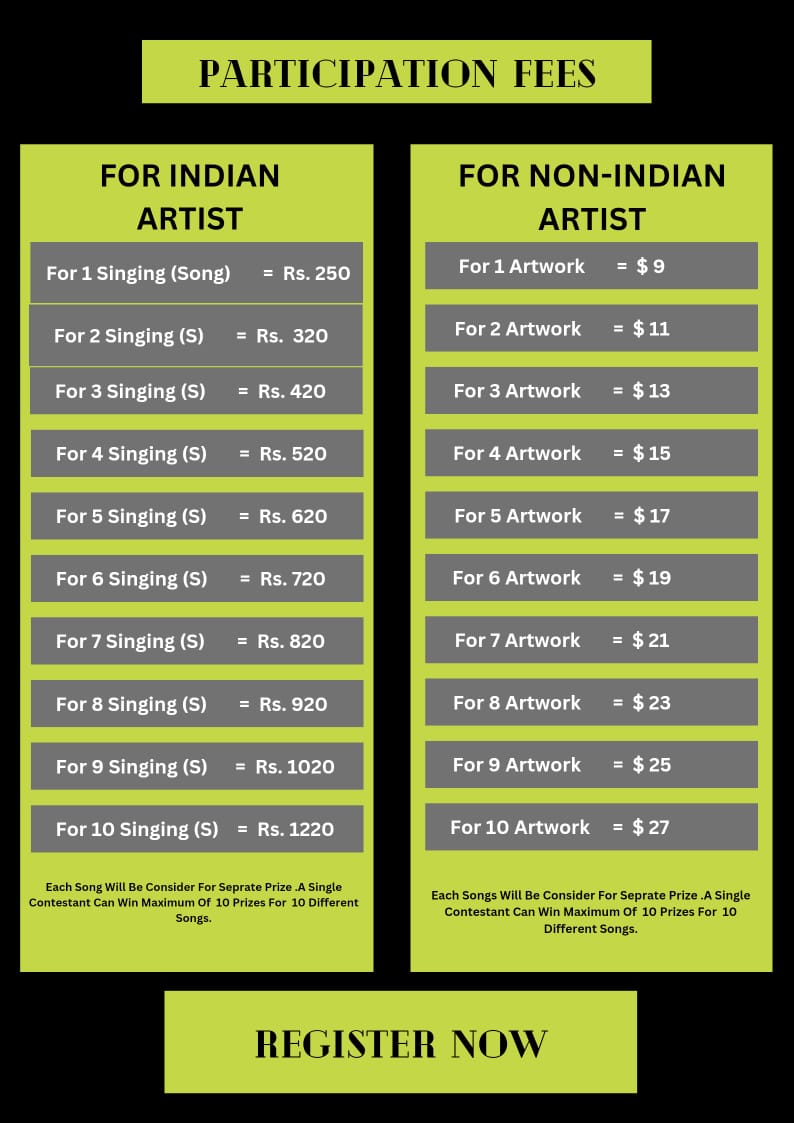 PARTICIPATION FEES
FOR INDIAN
ARTIST
For 1 Singing (Song) = Rs. 250
For 2 Singing (S) = Rs. 320
For 3 Singing (S) = Rs. 420
For 4 Singing (S) = Rs. 520
For 5 Singing (S) = Rs. 620
For 6 Singing (S) = Rs. 720
For 7 Singing (S) = Rs. 820
For 8 Singing (S) = Rs. 920
For 9 Singing (S) = Rs. 1020
For 10 Singing (S) = Rs. 1220
Each Song Will Be Consider For Seprate Prize .A Single
Contestant Can Win Maximum Of 10 Prizes For 10 Different
Songs.
FOR NON-INDIAN
ARTIST
For 1 Artwork = $ 9
For 2 Artwork = $ 11
For 3 Artwork = $ 13
For 4 Artwork = $ 15
For 5 Artwork = $ 17
For 6 Artwork = $ 19
For 7 Artwork = $ 21
For 8 Artwork = $ 23
For 9 Artwork = $ 25
For 10 Artwork = $ 27
Each Songs Will Be Consider For Seprate Prize .A Single
Contestant Can Win Maximum Of 10 Prizes For 10
Different Songs.
REGISTER NOW